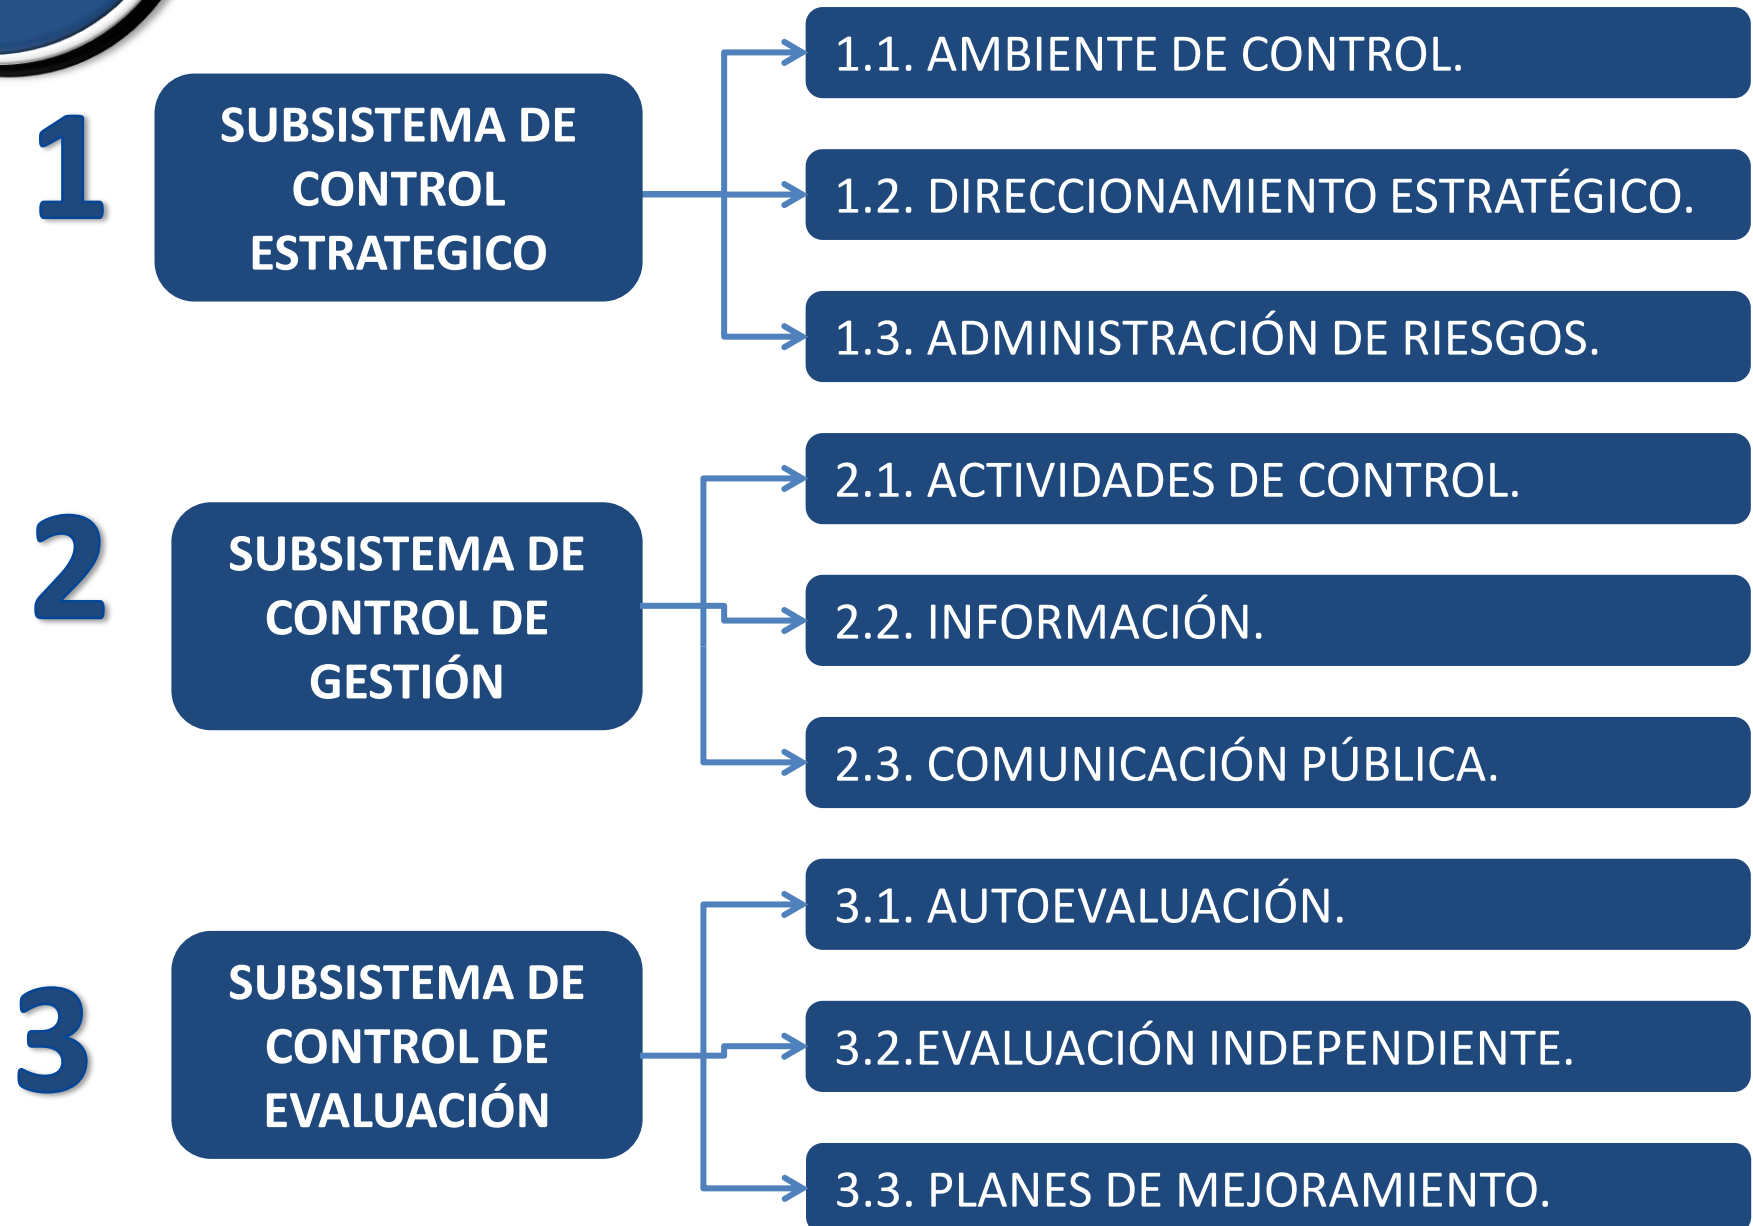 1
SUBSISTEMA DE
CONTROL
ESTRATEGICO
1.1. AMBIENTE DE CONTROL.
1.2. DIRECCIONAMIENTO ESTRATÉGICO.
1.3. ADMINISTRACIÓN DE RIESGOS.
2
SUBSISTEMA DE
CONTROL DE
GESTIÓN
2.1. ACTIVIDADES DE CONTROL.
2.2. INFORMACIÓN.
2.3. COMUNICACIÓN PÚBLICA.
3
SUBSISTEMA DE
CONTROL DE
EVALUACIÓN
3.1. AUTOEVALUACIÓN.
3.2.EVALUACIÓN INDEPENDIENTE.
3.3. PLANES DE MEJORAMIENTO.